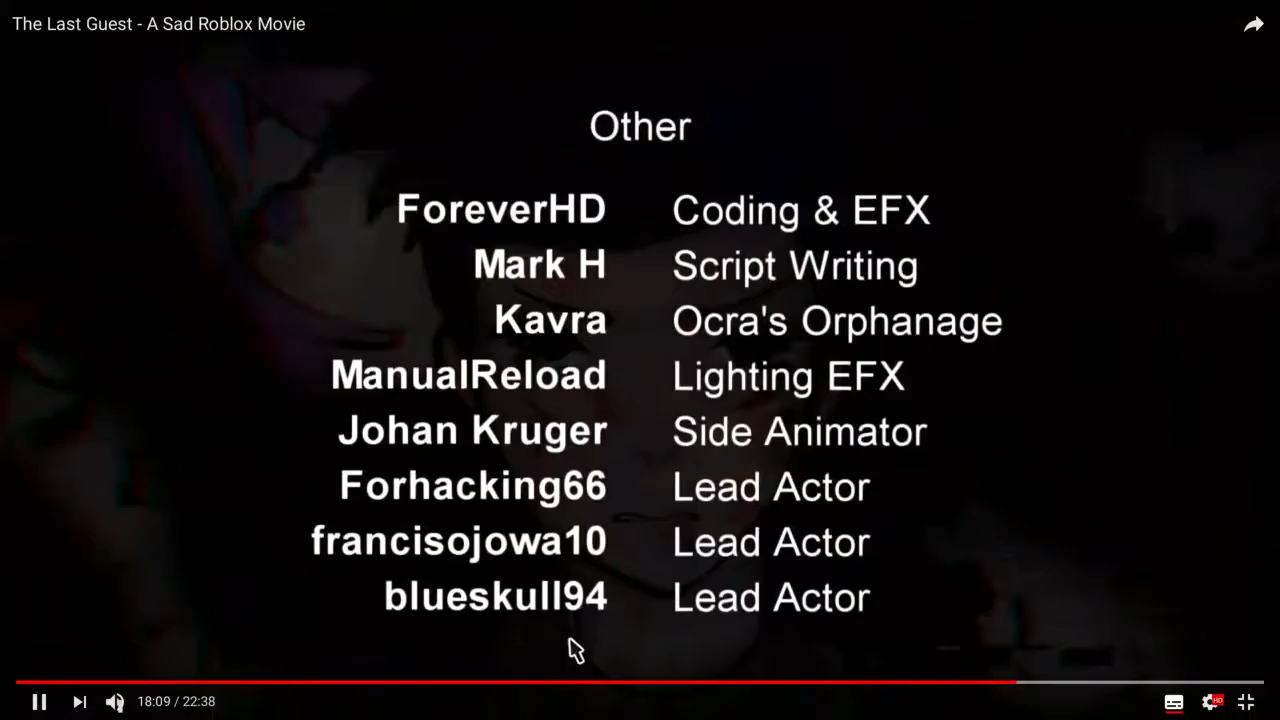 The Last Guest - A Sad Roblox Movie
Other
ForeverHD Coding & EFX
Mark H Script Writing
Kavra Ocra's Orphanage
ManualReload Lighting EFX
Johan Kruger Side Animator
Forhacking66 Lead Actor
francisojowa10 Lead Actor
blueskull94 Lead Actor
18:09 / 22:38
HD